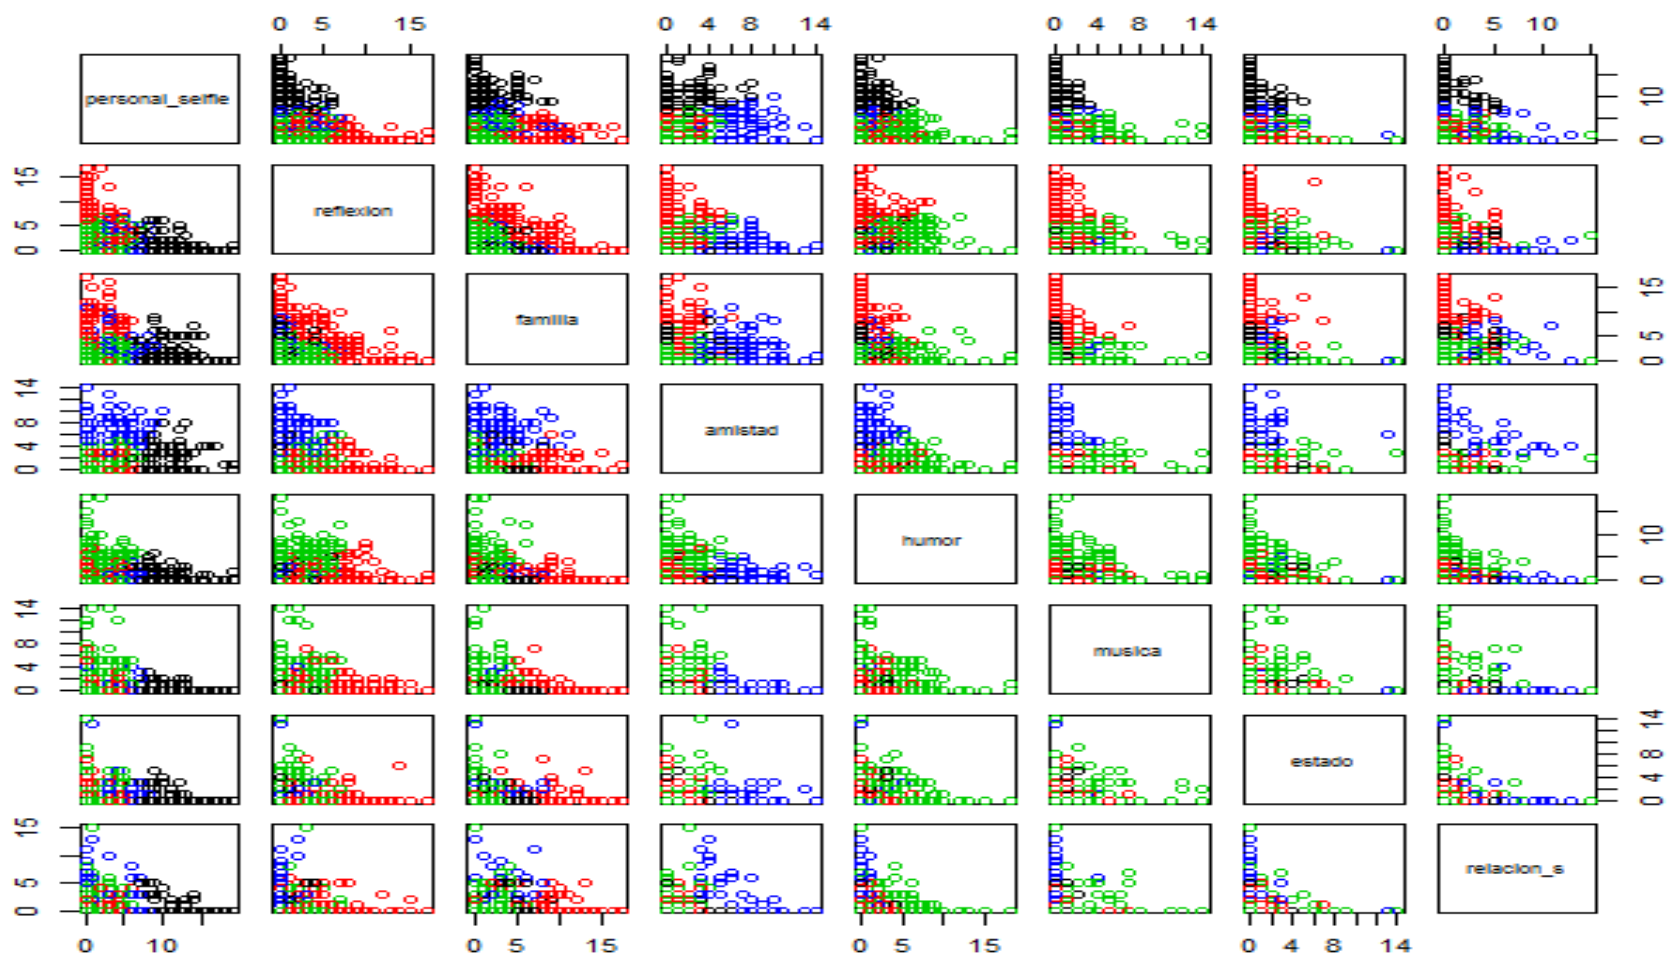 0 5 15 0 4 8 14 0 4 8 14 0 5 10
personal_selfie 0 10
0 5 15 reflexion
familia 0 5 15
0 4 8 14 amistad
humor 0 10
0 4 8 14 musica
estado 0 4 8 14
0 5 15 relacion_s
0 10 0 5 15 0 5 15 0 4 8 14